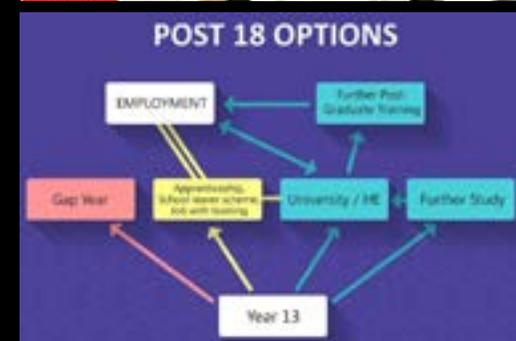 POST 18 OPTIONS
EMPLOYMENT
Further Post-
Graduate Training
Gap Year
Apprenticeship,
School leaver scheme,
Job with training
University / HE
Further Study
Year 13